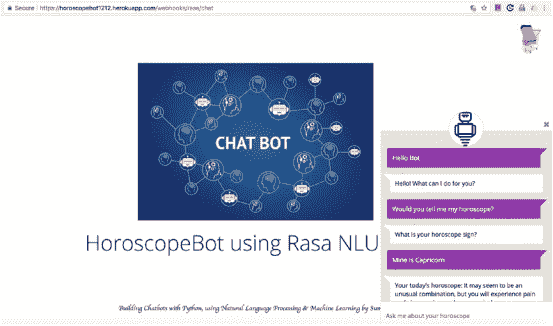 Secure https://horoscopebot1212.herokuapp.com/webhooks/rasa/chat
CHAT BOT
HoroscopeBot using Rasa NLU
Building Chatbots with Python, using Natural Language Processing & Machine Learning by
Hello Bot
Hello! What can I do for you?
Would you tell me my horoscope?
What is your horoscope sign?
Mine is Capricorn
Your today's horoscope: It may seem to be an
unusual combination, but you will experience pain
Ask me about your horoscope